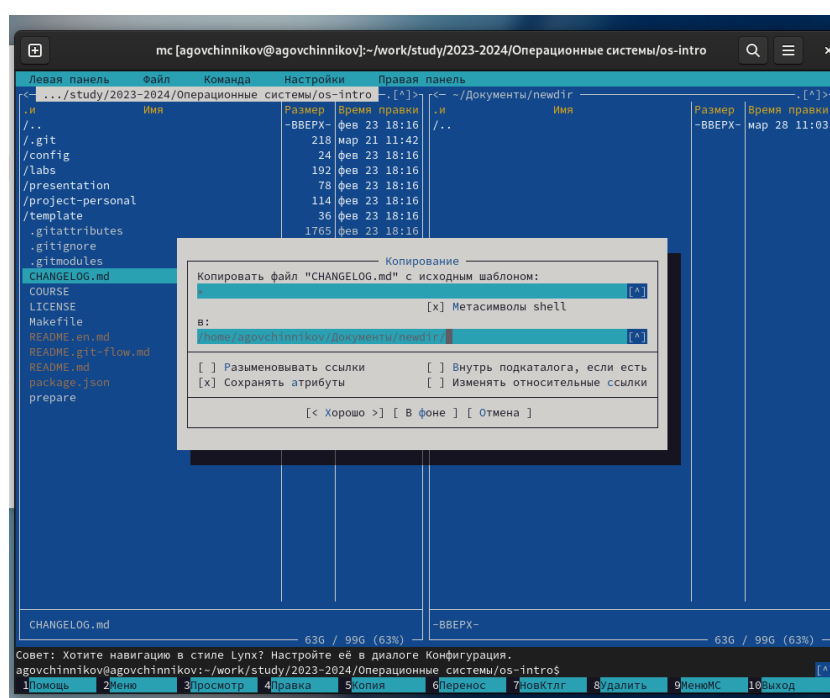 mc [agovchinnikov@agovchinnikov]:~/work/study/2023-2024/Операционные системы/os-intro
Левая панель Файл Команда Настройки Правая панель
<— .../study/2023-2024/Операционные системы/os-intro —.[^]>
.и Имя Размер Время правки
/.. -ВВЕРХ- фев 23 18:16
/.git 218 мар 21 11:42
/config 24 фев 23 18:16
/labs 192 фев 23 18:16
/presentation 78 фев 23 18:16
/project-personal 114 фев 23 18:16
/template 36 фев 23 18:16
.gitattributes 1765 фев 23 18:16
.gitignore
.gitmodules
CHANGELOG.md
COURSE
LICENSE
Makefile
README.en.md
README.git-flow.md
README.md
package.json
prepare
CHANGELOG.md
63G / 99G (63%)
<— ~/Документы/newdir —.[^]>
.и Имя Размер Время правки
/.. -ВВЕРХ- мар 28 11:03
-ВВЕРХ-
63G / 99G (63%)
Копирование
Копировать файл "CHANGELOG.md" с исходным шаблоном:
* [^]
[x] Метасимволы shell
в:
/home/agovchinnikov/Документы/newdir/ [^]
[ ] Разыменовывать ссылки [ ] Внутрь подкаталога, если есть
[x] Сохранять атрибуты [ ] Изменять относительные ссылки
[< Хорошо >] [ В фоне ] [ Отмена ]
Совет: Хотите навигацию в стиле Lynx? Настройте её в диалоге Конфигурация.
agovchinnikov@agovchinnikov:~/work/study/2023-2024/Операционные системы/os-intro$ [^]
1Помощь 2Меню 3Просмотр 4Правка 5Копия 6Перенос 7НовКтлг 8Удалить 9МенюМС 10Выход